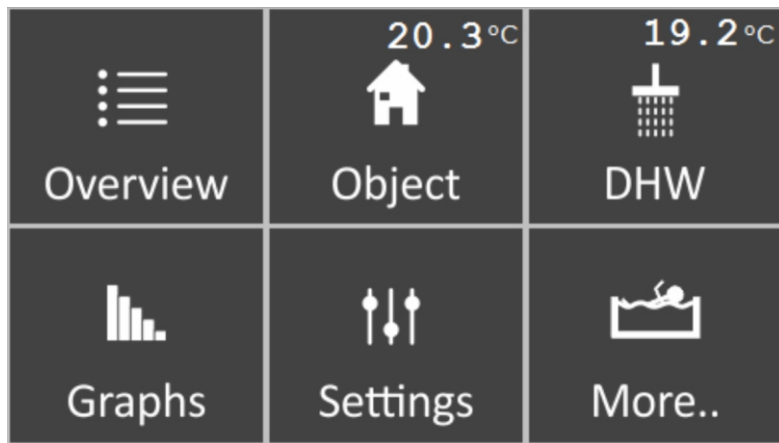 20.3°C
19.2°C
Overview
Object
DHW
Graphs
Settings
More..